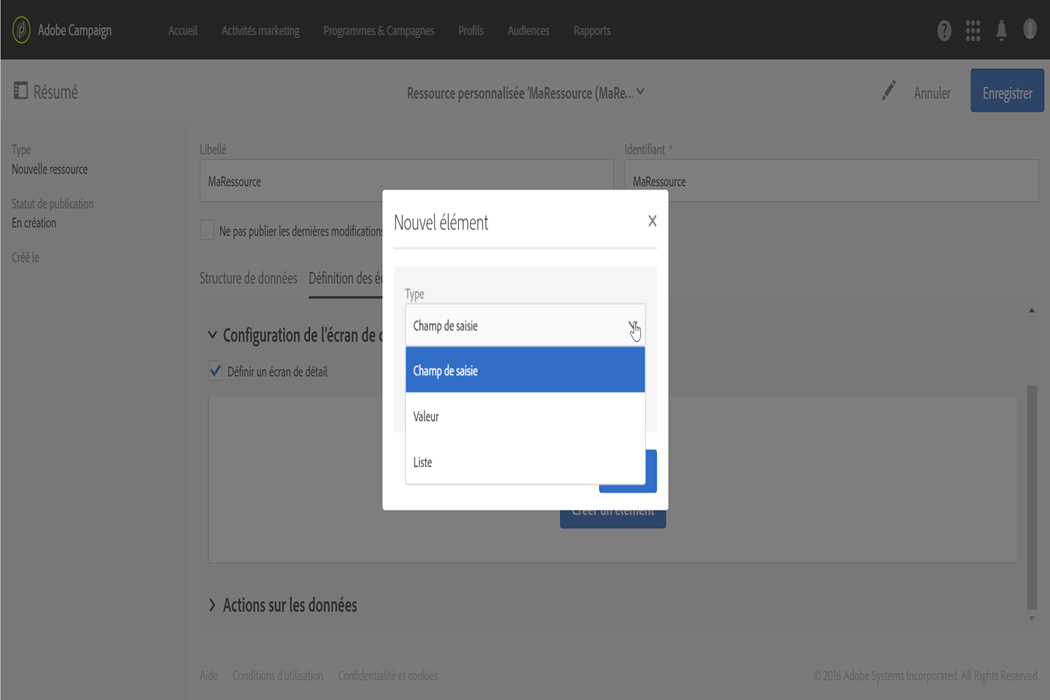 Adobe Campaign
Accueil Activités marketing Programmes & Campagnes Profils Audiences Rapports
Résumé
Ressource personnalisée 'MaRessource (MaRe...
Annuler
Enregistrer
Type
Nouvelle ressource
Statut de publication
En création
Créé le
Libellé
MaRessource
Identifiant *
MaRessource
Ne pas publier les dernières modifications
Structure de données Définition des éc
Configuration de l'écran de
Définir un écran de détail
Nouvel élément
Type
Champ de saisie
Champ de saisie
Valeur
Liste
Créer un élément
Actions sur les données
Aide Conditions d'utilisation Confidentialité et cookies
© 2016 Adobe Systems Incorporated. All Rights Reserved.